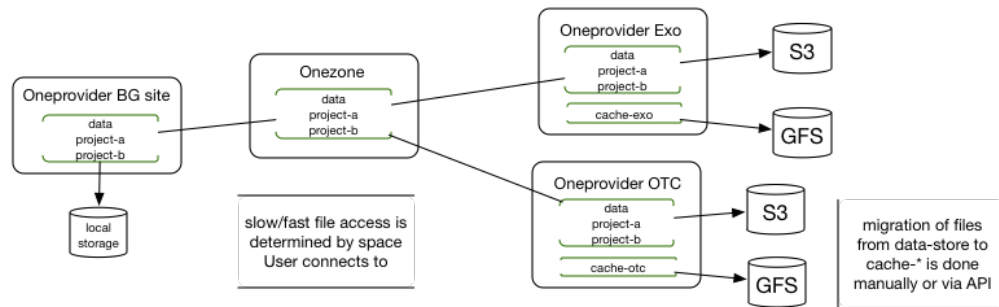 Oneprovider BG site
data
project-a
project-b
local
storage
Onezone
data
project-a
project-b
slow/fast file access is
determined by space
User connects to
Oneprovider Exo
data
project-a
project-b
cache-exo
S3
GFS
Oneprovider OTC
data
project-a
project-b
cache-otc
S3
GFS
migration of files
from data-store to
cache-* is done
manually or via API